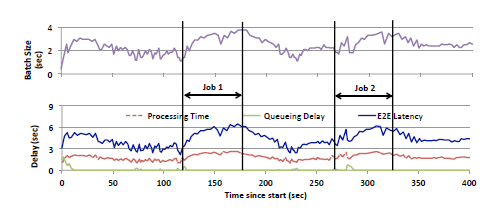 6
4
2
0
Batch Size
(sec)
Job 1
Job 2
9
6
3
0
Delay (sec)
Processing Time
Queueing Delay
E2E Latency
0
50
100
150
200
250
300
350
400
Time since start (sec)